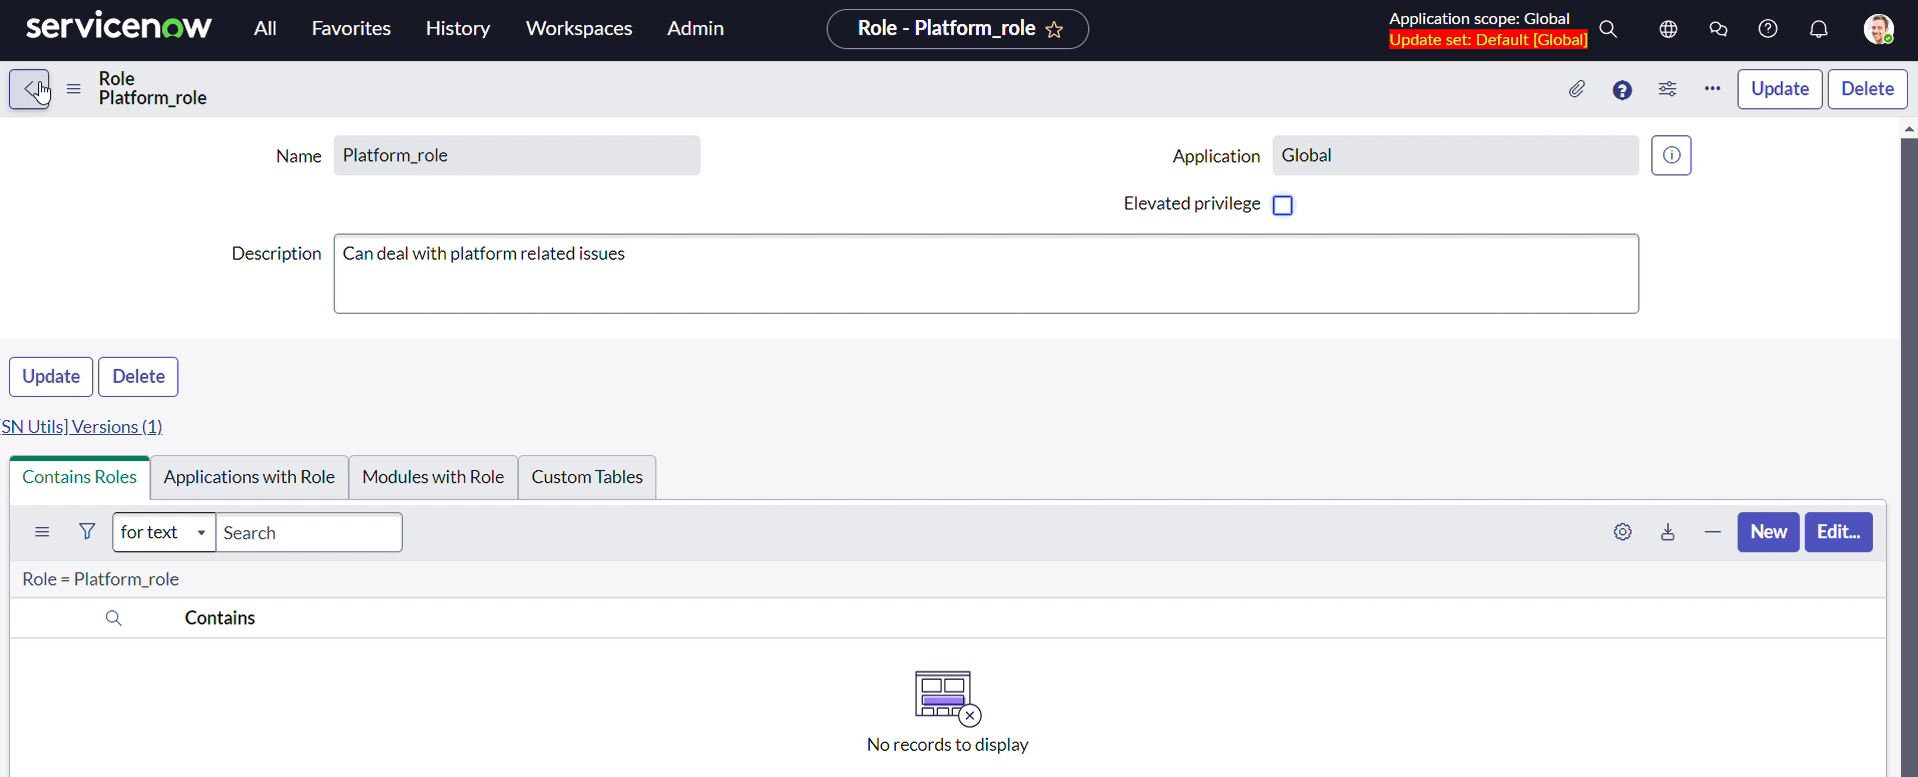 servicenow All Favorites History Workspaces Admin Role - Platform_role Application scope: Global
Update set: Default [Global]
Role
Platform_role
Update Delete
Name Platform_role Application Global
Elevated privilege
Description Can deal with platform related issues
Update Delete
[SN Utils] Versions (1)
Contains Roles Applications with Role Modules with Role Custom Tables
for text Search New Edit...
Role = Platform_role
Contains
No records to display